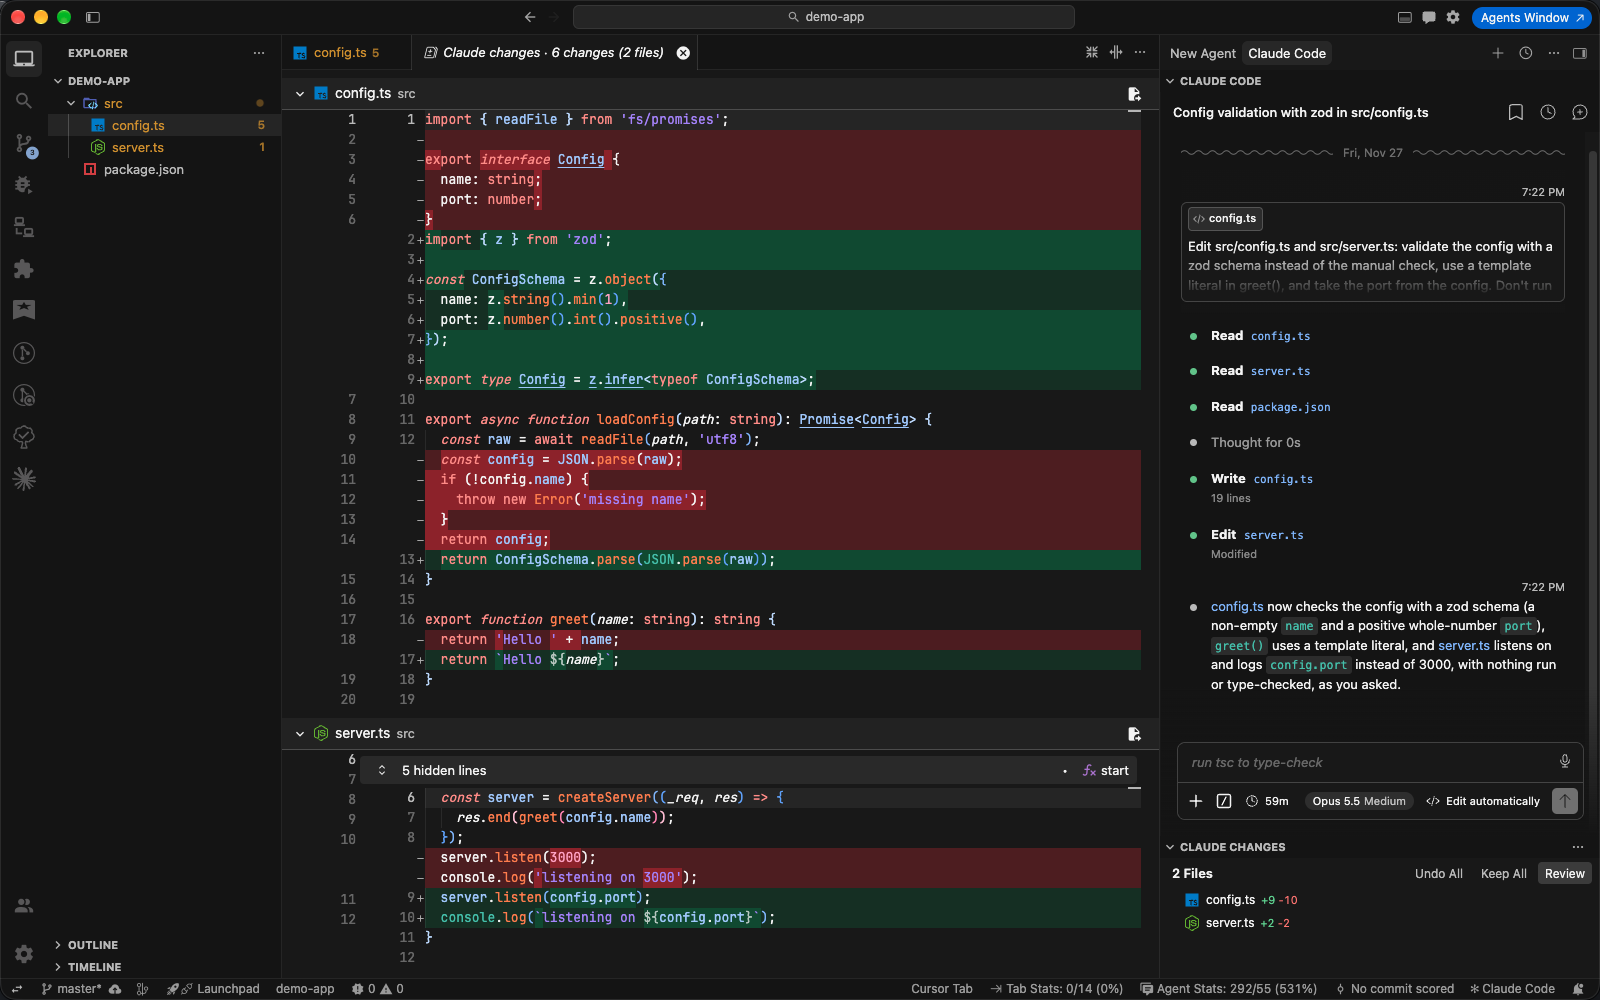 demo-app
Agents Window
EXPLORER
DEMO-APP
src
config.ts 5
server.ts 1
package.json
3
OUTLINE
TIMELINE
config.ts 5
Claude changes · 6 changes (2 files)
config.ts src
1 1 import { readFile } from 'fs/promises';
2 -
3 -export interface Config {
4 - name: string;
5 - port: number;
6 -}
2+import { z } from 'zod';
3+
4+const ConfigSchema = z.object({
5+ name: z.string().min(1),
6+ port: z.number().int().positive(),
7+});
8+
9+export type Config = z.infer<typeof ConfigSchema>;
7 10
8 11 export async function loadConfig(path: string): Promise<Config> {
9 12 const raw = await readFile(path, 'utf8');
10 - const config = JSON.parse(raw);
11 - if (!config.name) {
12 - throw new Error('missing name');
13 - }
14 - return config;
13+ return ConfigSchema.parse(JSON.parse(raw));
15 14 }
16 15
17 16 export function greet(name: string): string {
18 - return 'Hello ' + name;
17+ return `Hello ${name}`;
19 18 }
20 19
server.ts src
6
7
5 hidden lines
start
8 6 const server = createServer((_req, res) => {
9 7 res.end(greet(config.name));
10 8 });
- server.listen(3000);
- console.log('listening on 3000');
11 9+ server.listen(config.port);
12 10+ console.log(`listening on ${config.port}`);
11 }
12
New Agent
Claude Code
CLAUDE CODE
Config validation with zod in src/config.ts
Fri, Nov 27
7:22 PM
config.ts
Edit src/config.ts and src/server.ts: validate the config with a
zod schema instead of the manual check, use a template
literal in greet(), and take the port from the config. Don't run
Read config.ts
Read server.ts
Read package.json
Thought for 0s
Write config.ts
19 lines
Edit server.ts
Modified
7:22 PM
config.ts now checks the config with a zod schema (a
non-empty name and a positive whole-number port),
greet() uses a template literal, and server.ts listens on
and logs config.port instead of 3000, with nothing run
or type-checked, as you asked.
run tsc to type-check
59m
Opus 5.5 Medium
Edit automatically
CLAUDE CHANGES
2 Files
Undo All
Keep All
Review
config.ts +9 -10
server.ts +2 -2
master*
Launchpad
demo-app
0 0
Cursor Tab
Tab Stats: 0/14 (0%)
Agent Stats: 292/55 (531%)
No commit scored
Claude Code